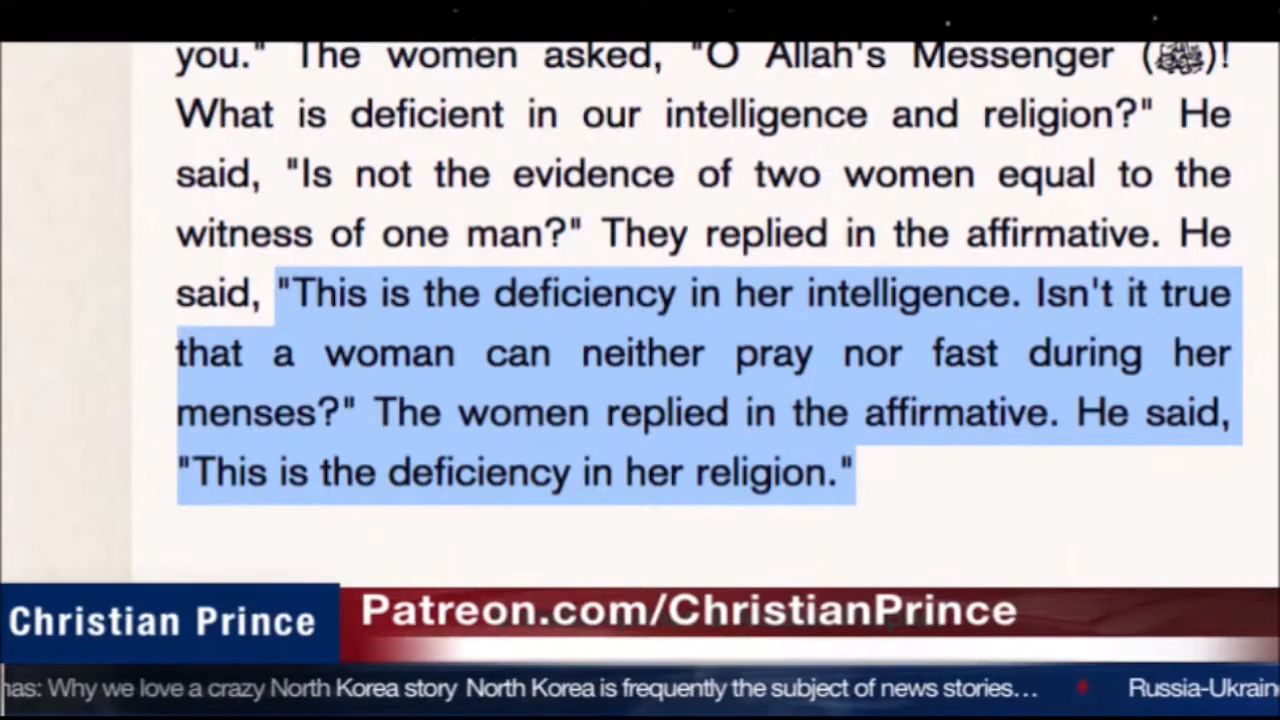 you." The women asked, "O Allah's Messenger (ﷺ)!
What is deficient in our intelligence and religion?" He
said, "Is not the evidence of two women equal to the
witness of one man?" They replied in the affirmative. He
said, "This is the deficiency in her intelligence. Isn't it true
that a woman can neither pray nor fast during her
menses?" The women replied in the affirmative. He said,
"This is the deficiency in her religion."
Christian Prince
Patreon.com/ChristianPrince
nas: Why we love a crazy North Korea story North Korea is frequently the subject of news stories... Russia-Ukrain